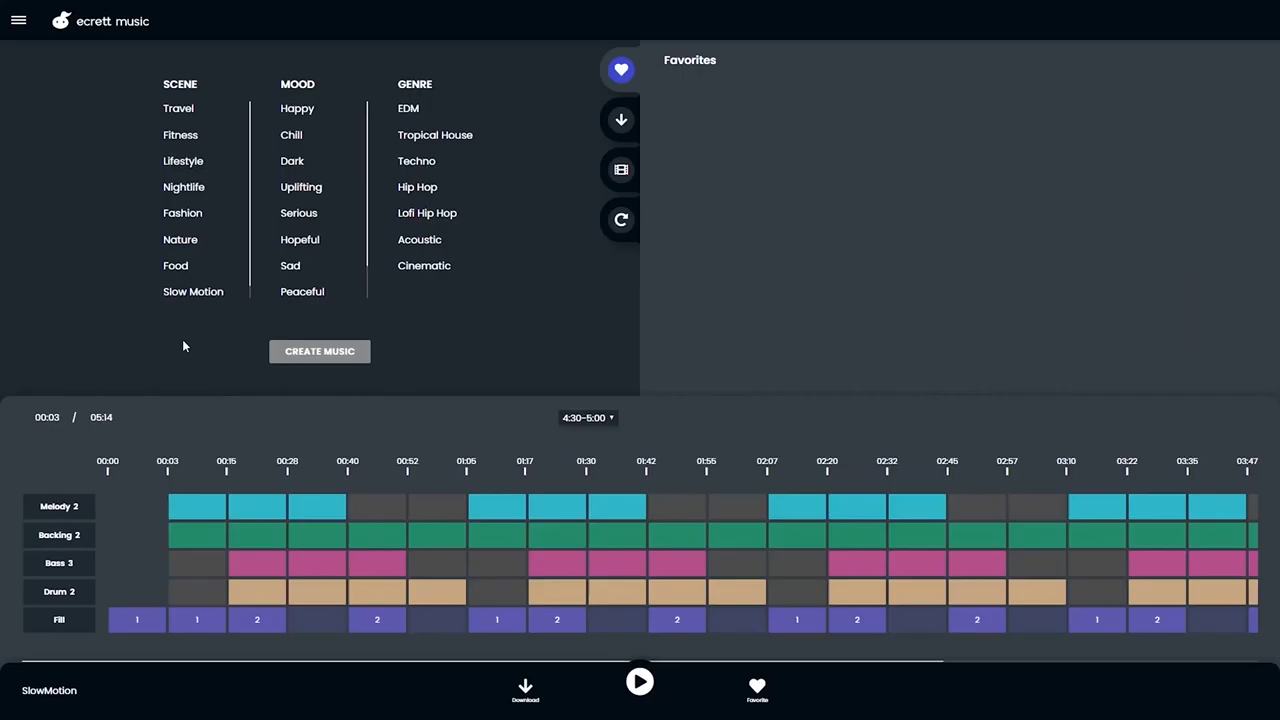 ecrett music
Favorites
SCENE MOOD GENRE
Travel Happy EDM
Fitness Chill Tropical House
Lifestyle Dark Techno
Nightlife Uplifting Hip Hop
Fashion Serious Lofi Hip Hop
Nature Hopeful Acoustic
Food Sad Cinematic
Slow Motion Peaceful
CREATE MUSIC
00:03 / 05:14 4:30-5:00
00:00 00:03 00:15 00:28 00:40 00:52 01:05 01:17 01:30 01:42 01:55 02:07 02:20 02:32 02:45 02:57 03:10 03:22 03:35 03:47
Melody 2
Backing 2
Bass 3
Drum 2
Fill 1 1 2 2 1 2 2 1 2 2 1 2
SlowMotion Download Favorite